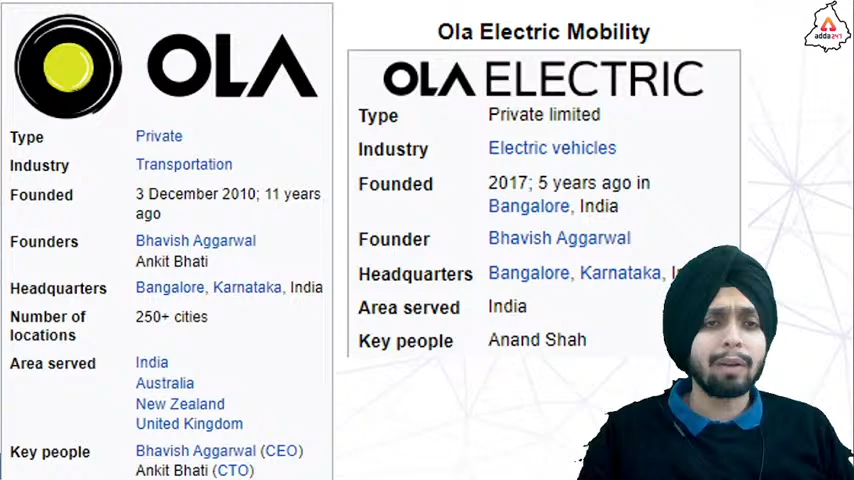 OLA
Type Private
Industry Transportation
Founded 3 December 2010; 11 years
ago
Founders Bhavish Aggarwal
Ankit Bhati
Headquarters Bangalore, Karnataka, India
Number of 250+ cities
locations
Area served India
Australia
New Zealand
United Kingdom
Key people Bhavish Aggarwal (CEO)
Ankit Bhati (CTO)
Ola Electric Mobility
OLA ELECTRIC
Type Private limited
Industry Electric vehicles
Founded 2017; 5 years ago in
Bangalore, India
Founder Bhavish Aggarwal
Headquarters Bangalore, Karnataka,
Area served India
Key people Anand Shah
adda247